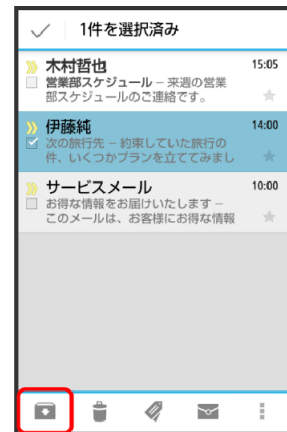 1件を選択済み
木村哲也 15:05
営業部スケジュール – 来週の営業
部スケジュールのご連絡です。
伊藤純 14:00
次の旅行先 – 約束していた旅行の
件、いくつかプランを立ててみまし
サービスメール 10:00
お得な情報をお届けいたします –
このメールは、お客様にお得な情報